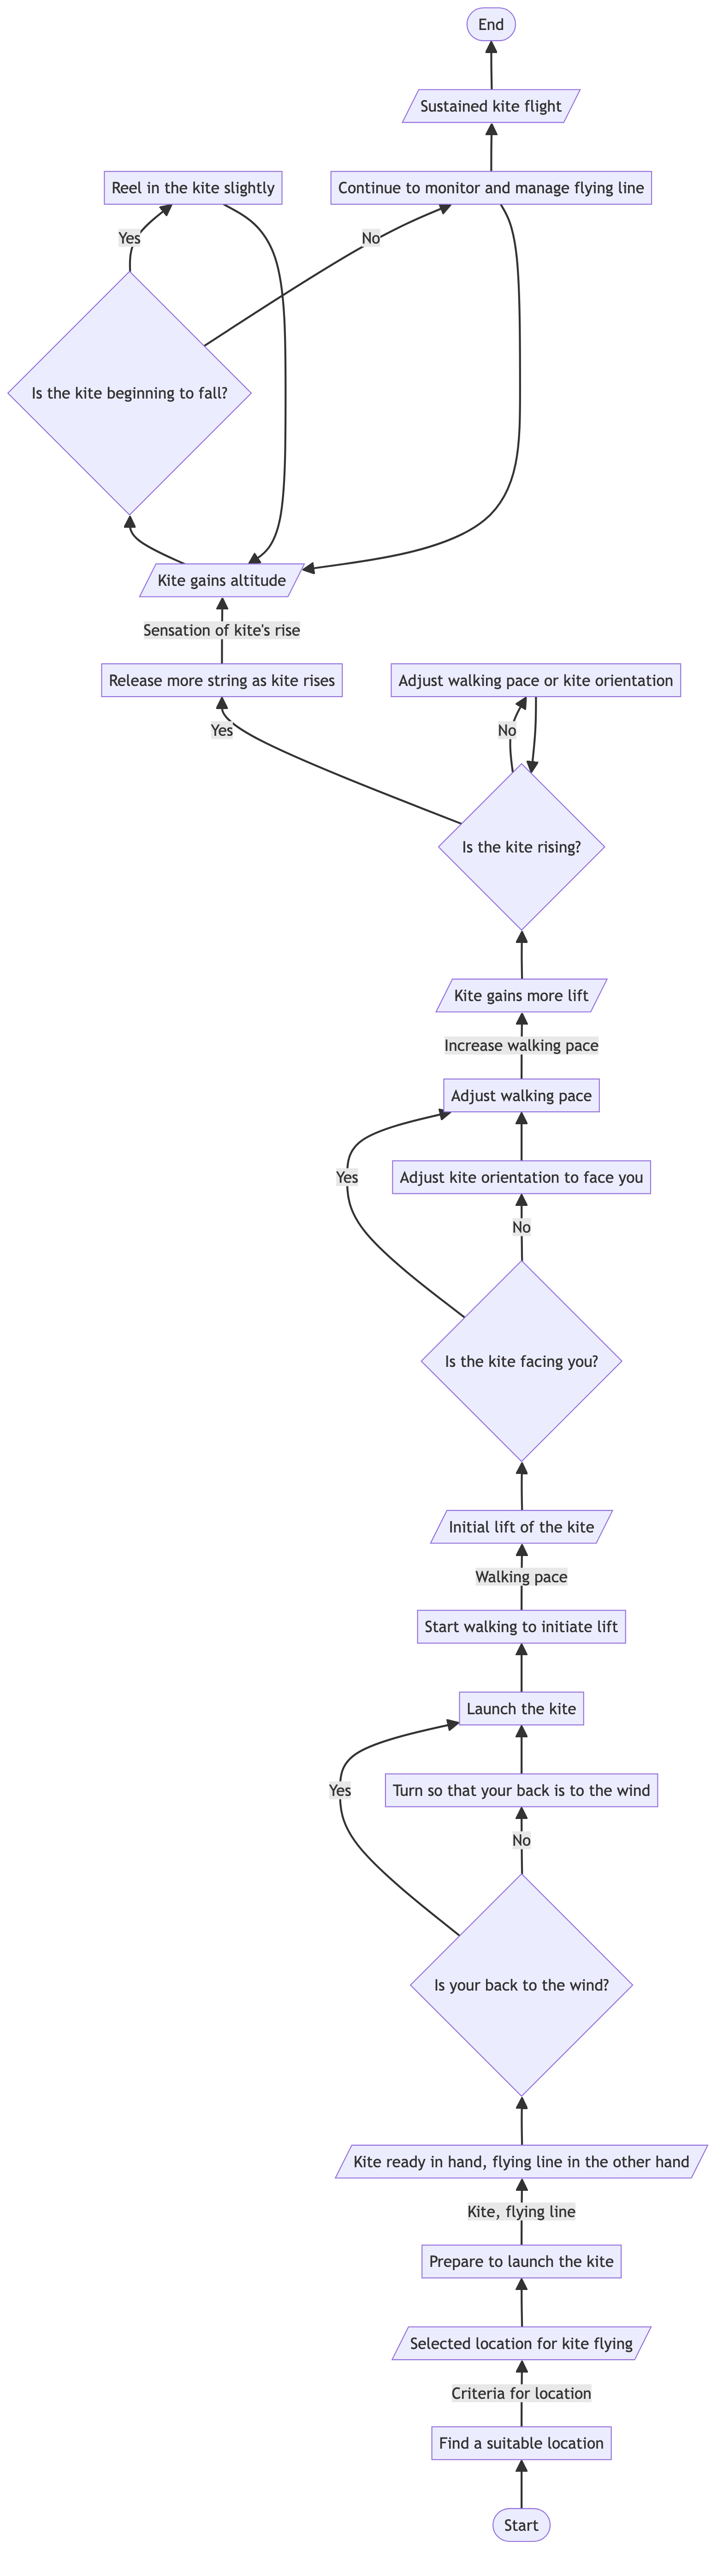 End
Sustained kite flight
Reel in the kite slightly
Continue to monitor and manage flying line
Yes
No
Is the kite beginning to fall?
Kite gains altitude
Sensation of kite's rise
Release more string as kite rises
Adjust walking pace or kite orientation
Yes
No
Is the kite rising?
Kite gains more lift
Increase walking pace
Adjust walking pace
Yes
Adjust kite orientation to face you
No
Is the kite facing you?
Initial lift of the kite
Walking pace
Start walking to initiate lift
Launch the kite
Yes
Turn so that your back is to the wind
No
Is your back to the wind?
Kite ready in hand, flying line in the other hand
Kite, flying line
Prepare to launch the kite
Selected location for kite flying
Criteria for location
Find a suitable location
Start